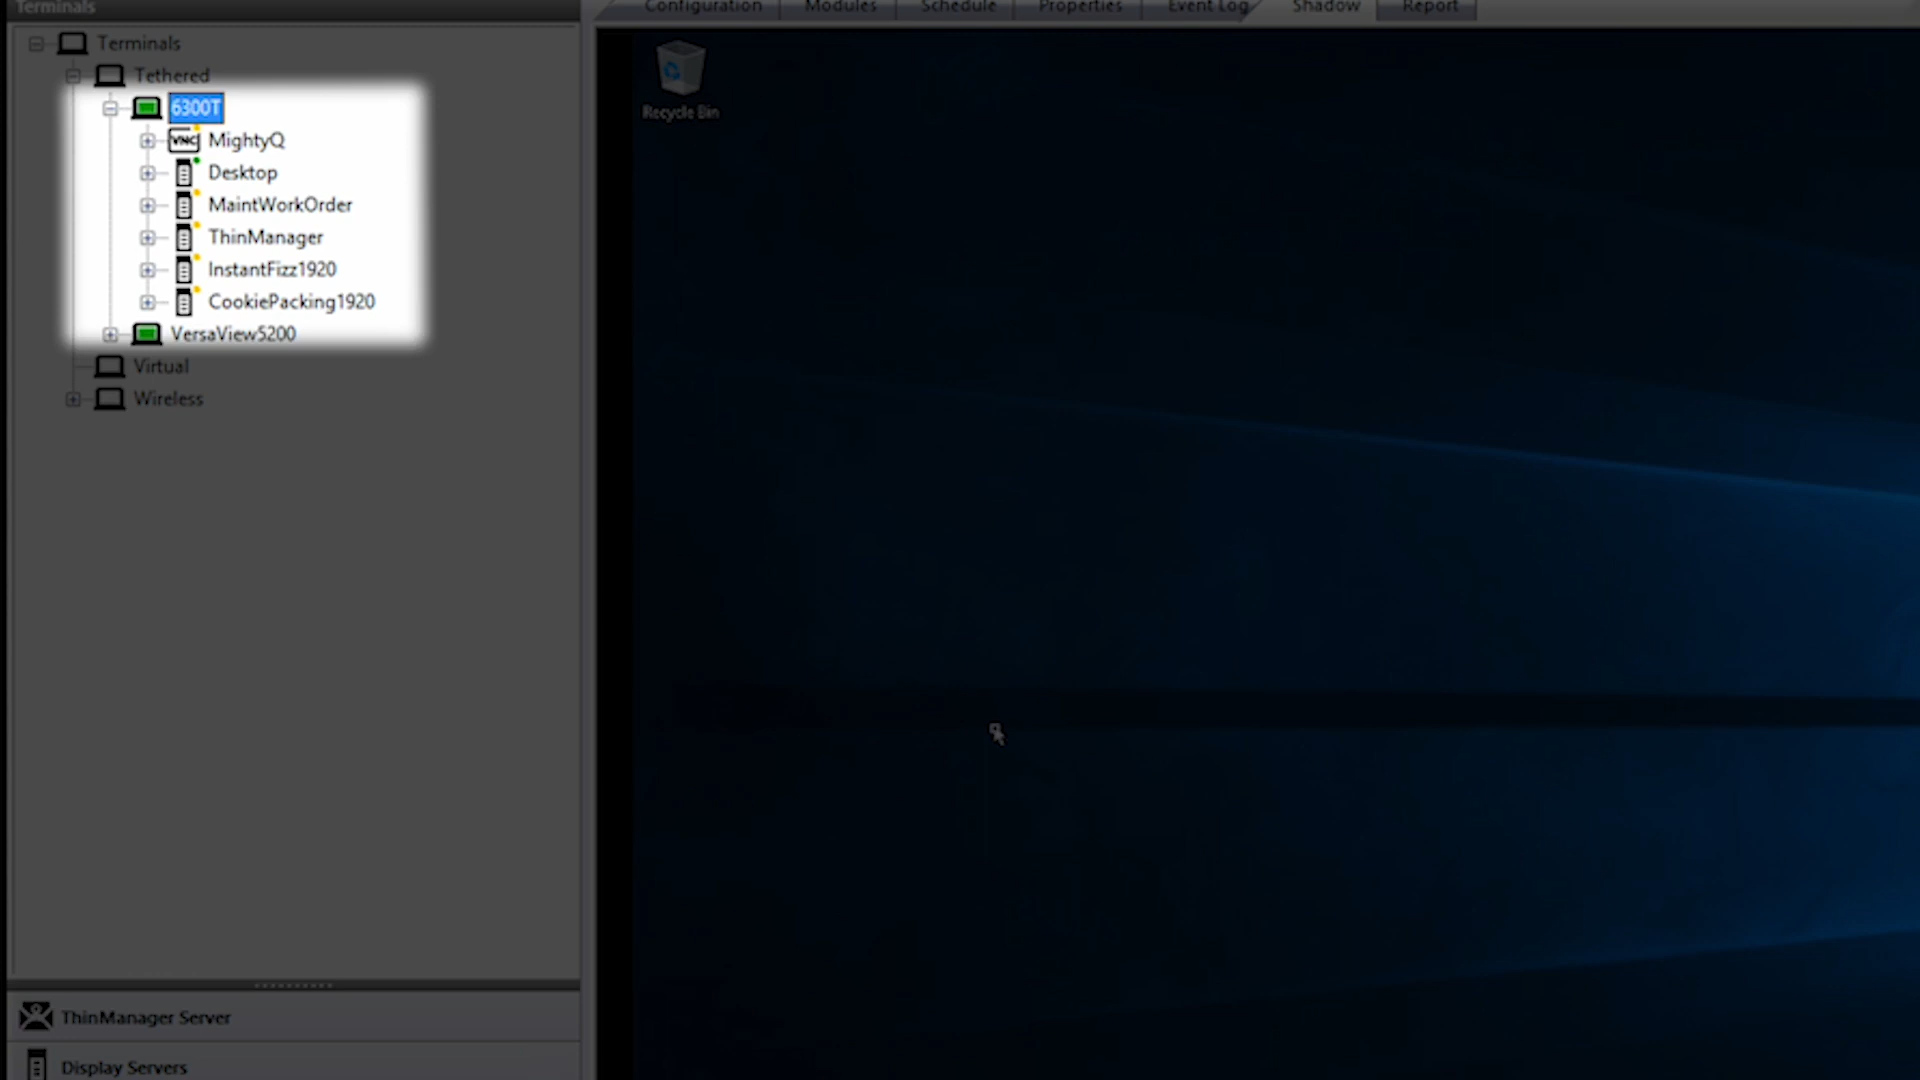 Terminals
Configuration Modules Schedule Properties Event Log Shadow Report
Terminals
Tethered
6300T
VNC MightyQ
Desktop
MaintWorkOrder
ThinManager
InstantFizz1920
CookiePacking1920
VersaView5200
Virtual
Wireless
Recycle Bin
ThinManager Server
Display Servers